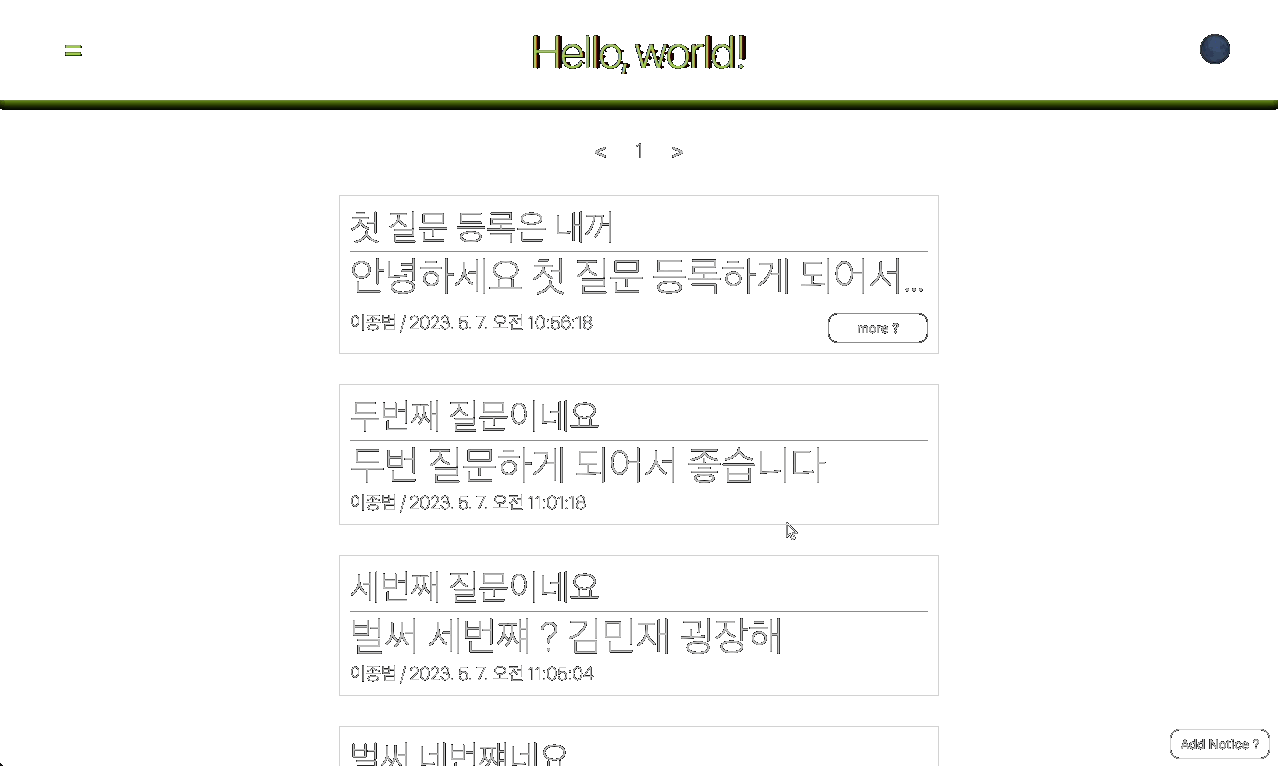 Hello, world!
< 1 >
첫 질문 등록은 내꺼
안녕하세요 첫 질문 등록하게 되어서...
이종범 / 2023. 5. 7. 오전 10:56:18
more ?
두번째 질문이네요
두번 질문하게 되어서 좋습니다
이종범 / 2023. 5. 7. 오전 11:01:18
세번째 질문이네요
벌써 세번쨰 ? 김민재 굉장해
이종범 / 2023. 5. 7. 오전 11:05:04
벌써 네번쨰네요
Add Notice ?